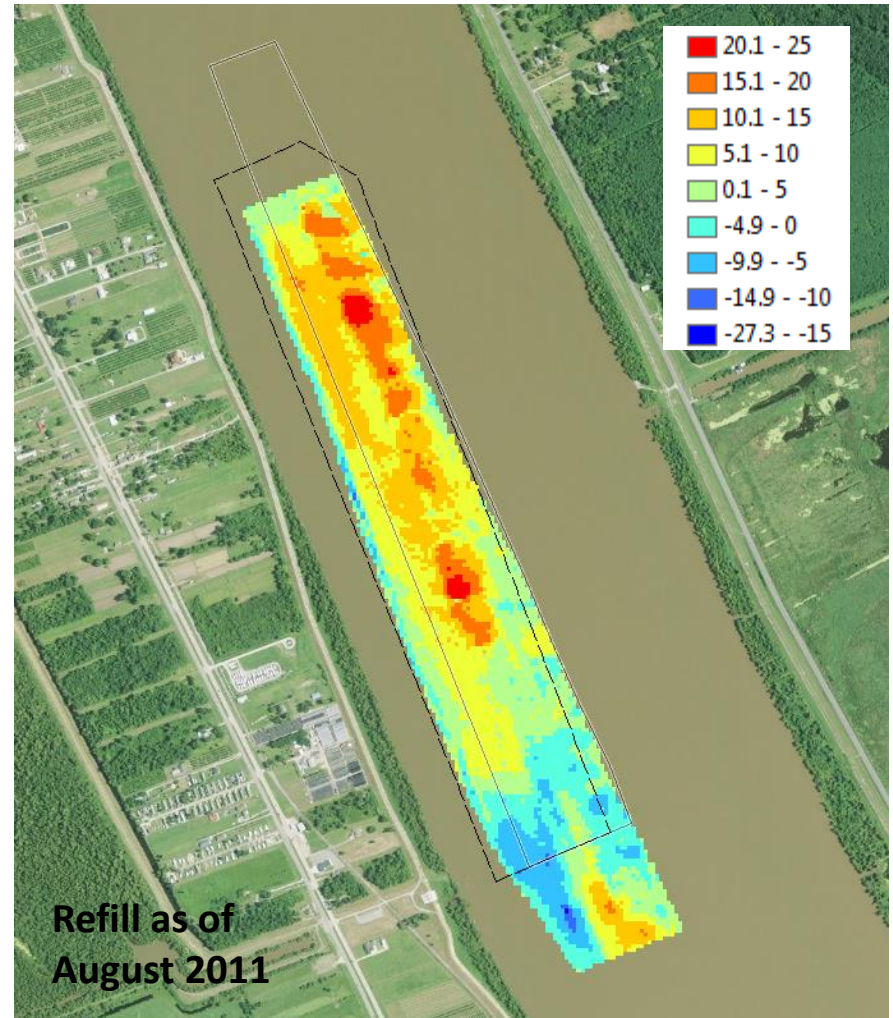 20.1 - 25
15.1 - 20
10.1 - 15
5.1 - 10
0.1 - 5
-4.9 - 0
-9.9 - -5
-14.9 - -10
-27.3 - -15
Refill as of
August 2011